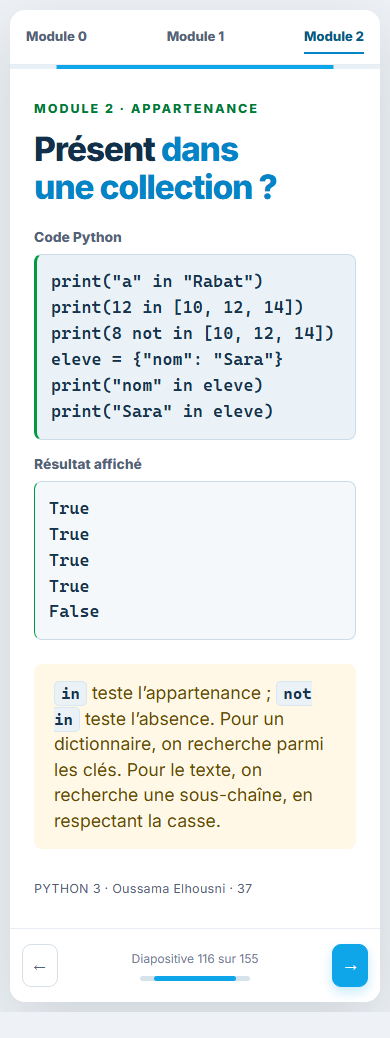 Module 0 Module 1 Module 2
MODULE 2 · APPARTENANCE
Présent dans
une collection ?
Code Python
print("a" in "Rabat")
print(12 in [10, 12, 14])
print(8 not in [10, 12, 14])
eleve = {"nom": "Sara"}
print("nom" in eleve)
print("Sara" in eleve)
Résultat affiché
True
True
True
True
False
in teste l’appartenance ; not
in teste l’absence. Pour un
dictionnaire, on recherche parmi
les clés. Pour le texte, on
recherche une sous-chaîne, en
respectant la casse.
PYTHON 3 · Oussama Elhousni · 37
← Diapositive 116 sur 155 →